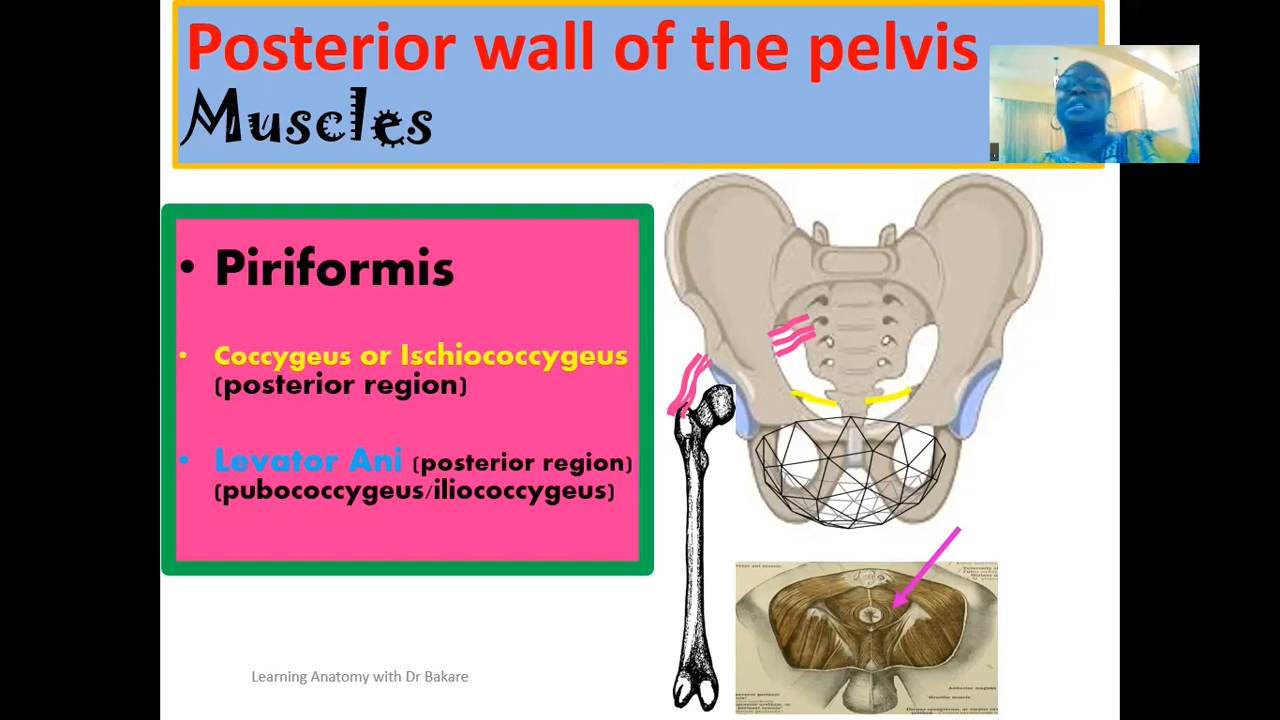 Posterior wall of the pelvis
Muscles
• Piriformis
• Coccygeus or Ischiococcygeus
(posterior region)
• Levator Ani (posterior region)
(pubococcygeus/iliococcygeus)
Learning Anatomy with Dr Bakare